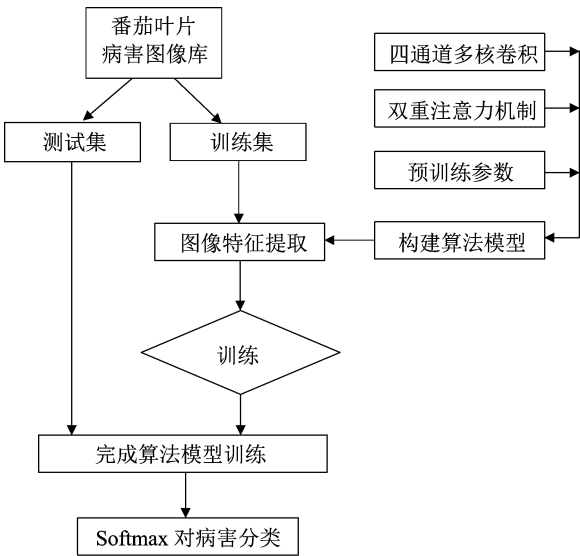 番茄叶片
病害图像库
四通道多核卷积
双重注意力机制
测试集
训练集
预训练参数
图像特征提取
构建算法模型
训练
完成算法模型训练
Softmax 对病害分类